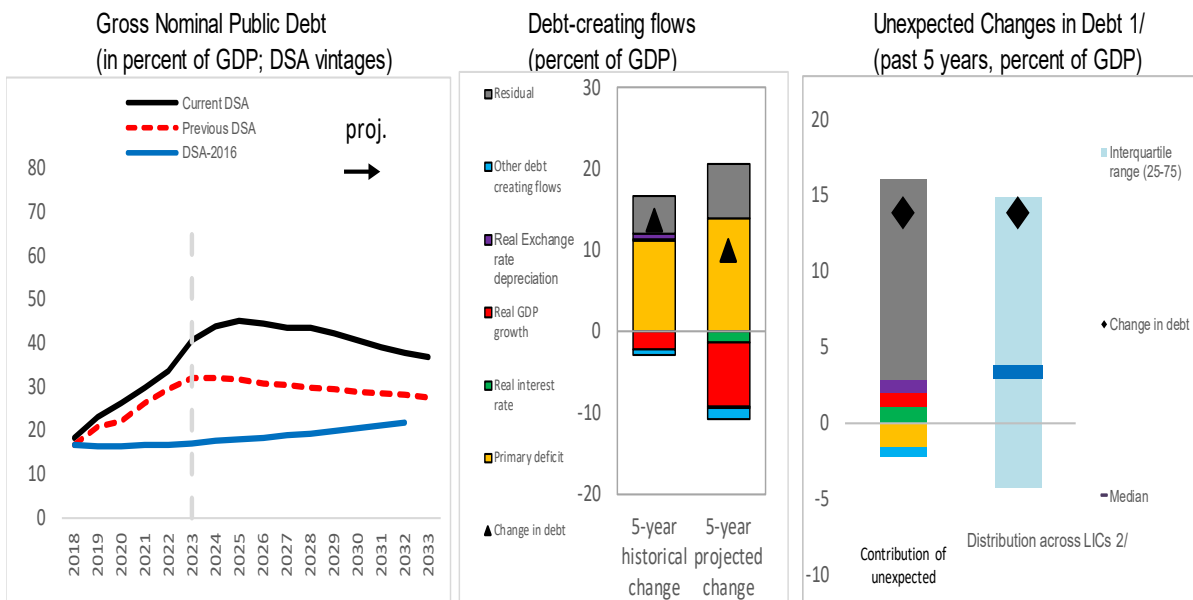 Gross Nominal Public Debt
(in percent of GDP; DSA vintages)
Current DSA
Previous DSA
DSA-2016
proj.
80
70
60
50
40
30
20
10
0
2018
2019
2020
2021
2022
2023
2024
2025
2026
2027
2028
2029
2030
2031
2032
2033
Debt-creating flows
(percent of GDP)
Residual
Other debt
creating flows
Real Exchange
rate
depreciation
Real GDP
growth
Real interest
rate
Primary deficit
Change in debt
30
20
10
0
-10
-20
5-year
historical
change
5-year
projected
change
Unexpected Changes in Debt 1/
(past 5 years, percent of GDP)
20
15
10
5
0
-5
-10
Interquartile
range (25-75)
Change in debt
Median
Contribution of
unexpected
Distribution across LICs 2/